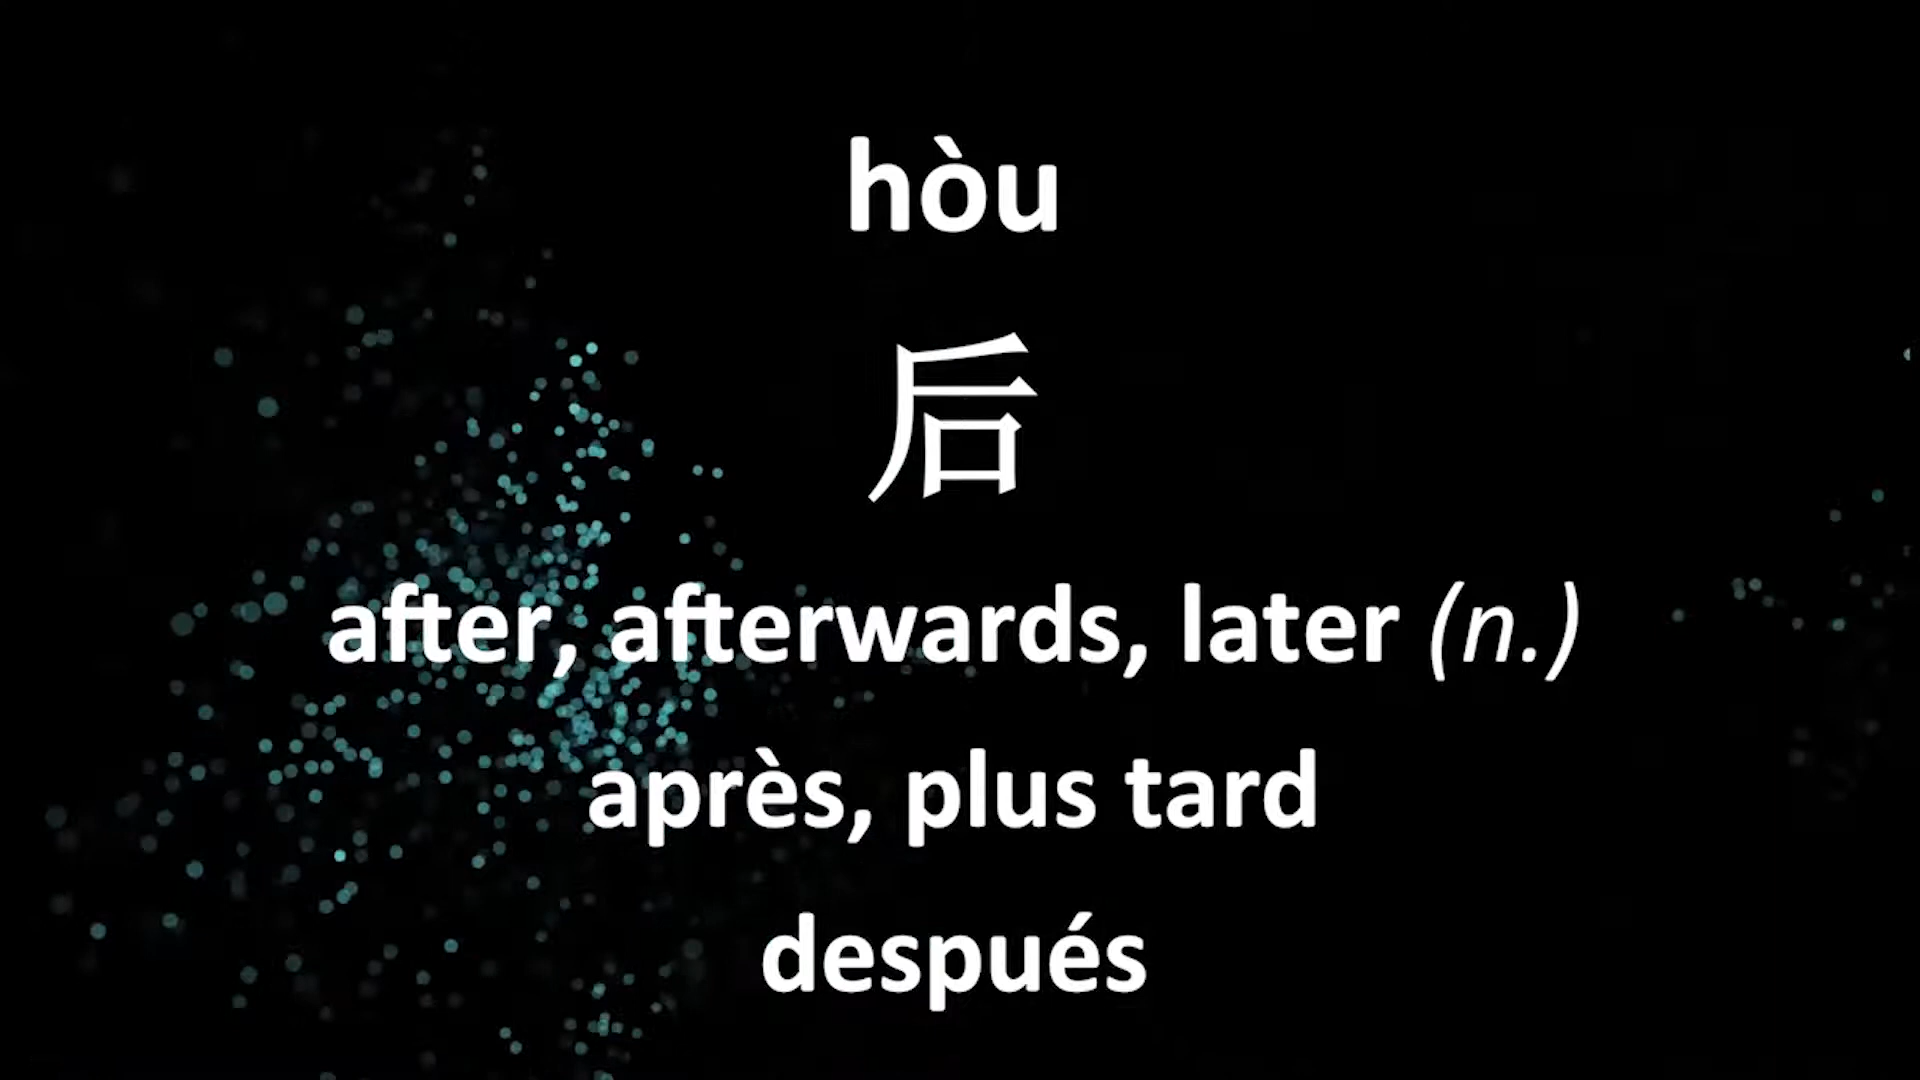 hòu
后
after, afterwards, later (n.)
après, plus tard
después